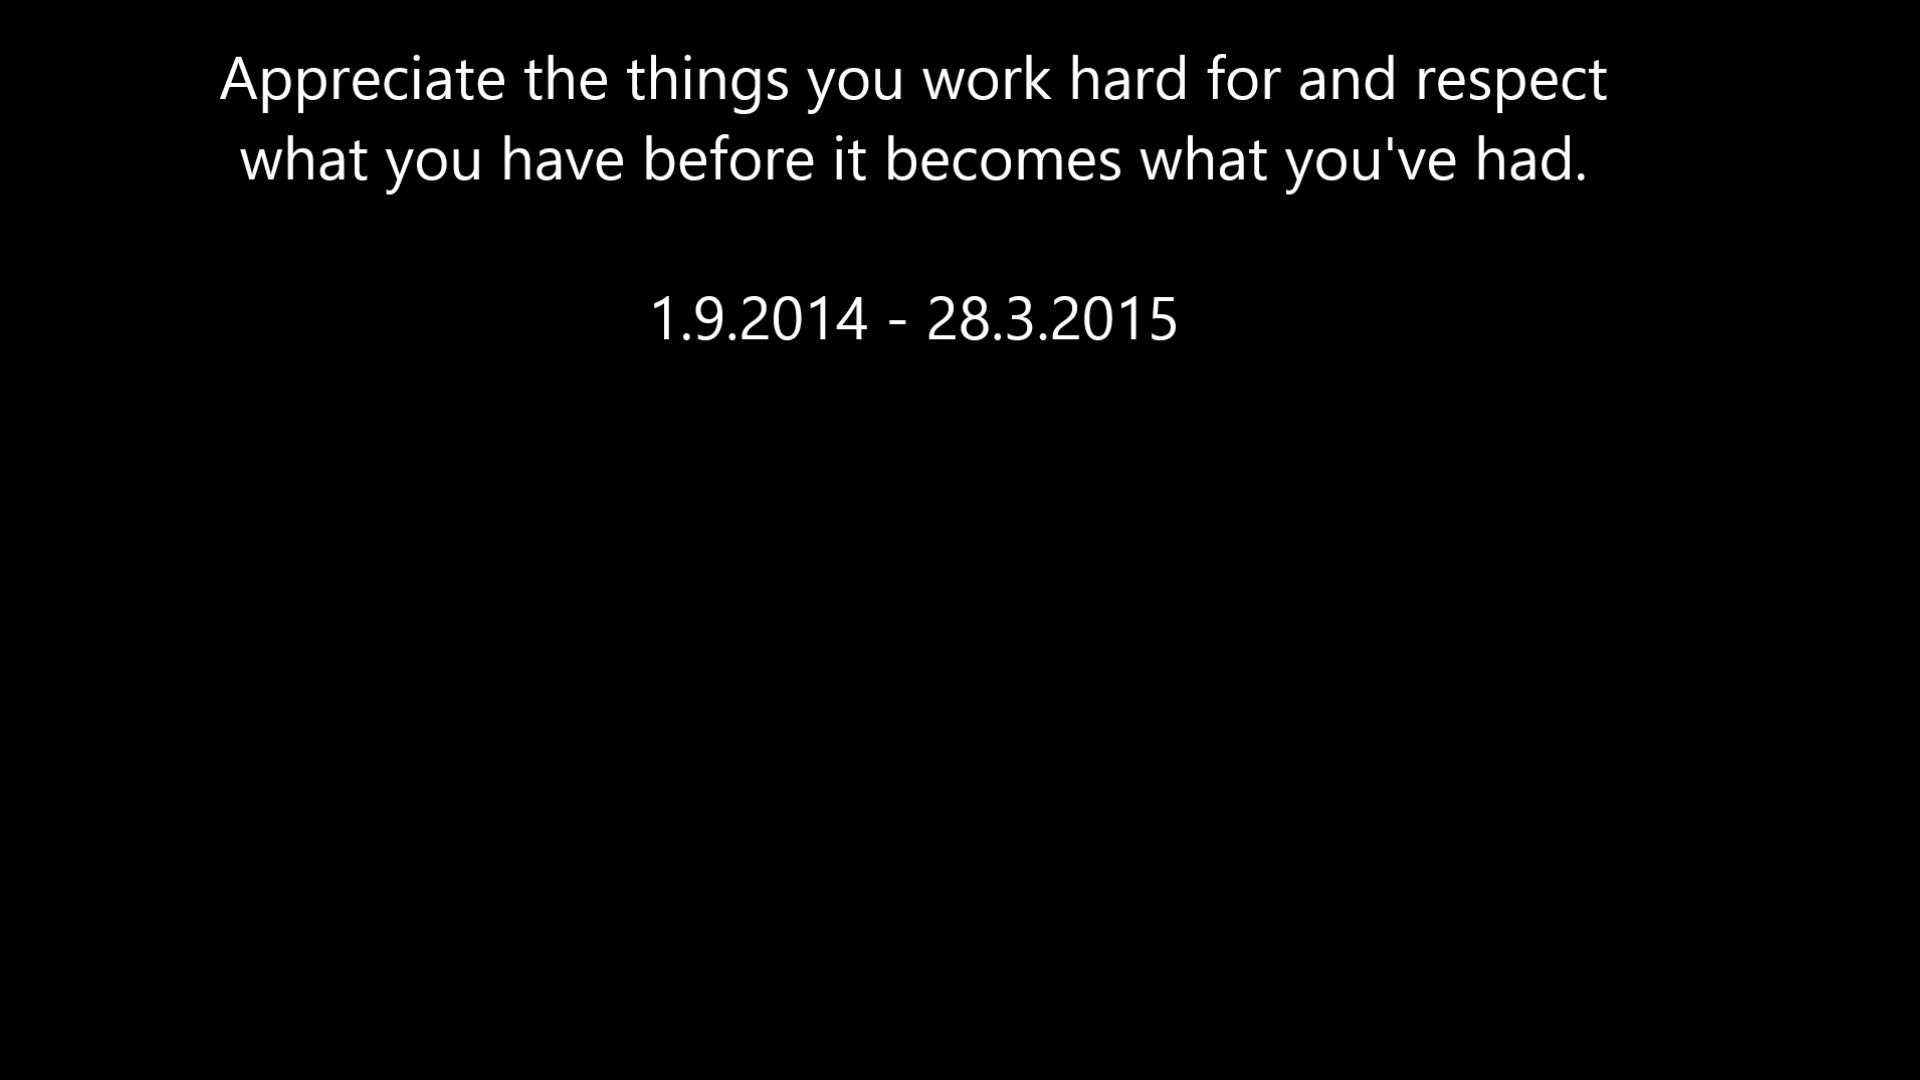 Appreciate the things you work hard for and respect
what you have before it becomes what you've had.
1.9.2014 - 28.3.2015